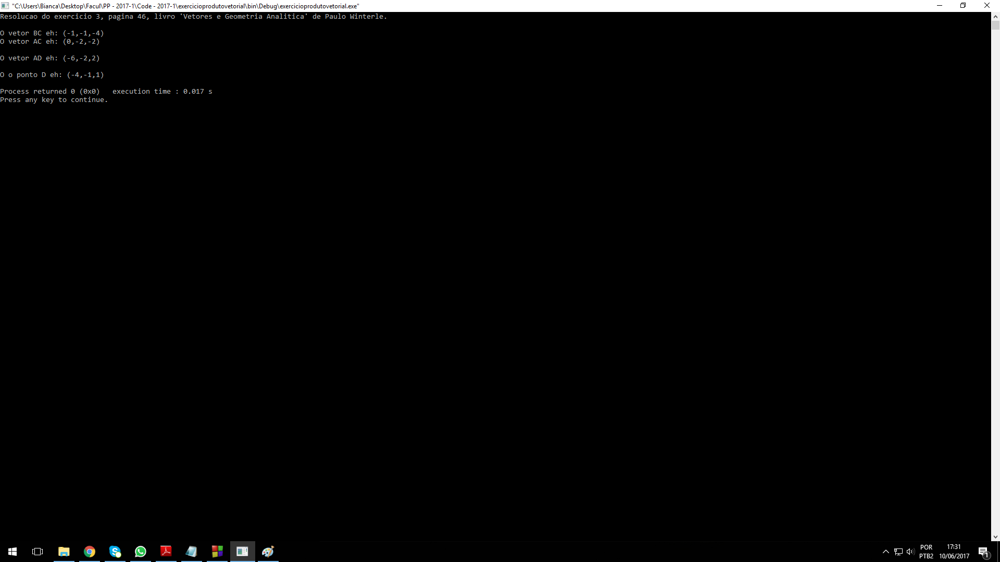 "C:\Users\Bianca\Desktop\Facul\PP - 2017-1\Code - 2017-1\exercicioprodutovetorial\bin\Debug\exercicioprodutovetorial.exe"
Resolucao do exercicio 3, pagina 46, livro 'Vetores e Geometria Analitica' de Paulo Winterle.
O vetor BC eh: (-1,-1,-4)
O vetor AC eh: (0,-2,-2)
O vetor AD eh: (-6,-2,2)
O o ponto D eh: (-4,-1,1)
Process returned 0 (0x0)   execution time : 0.017 s
Press any key to continue.
POR
PTB2
17:31
10/06/2017
1